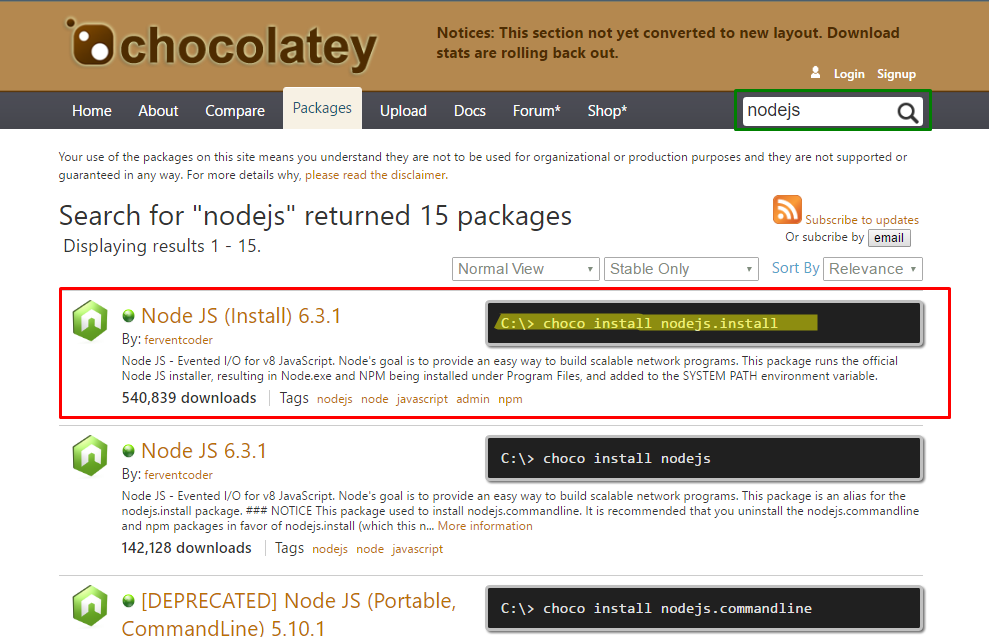 chocolatey
Notices: This section not yet converted to new layout. Download
stats are rolling back out.
Login Signup
Home About Compare Packages Upload Docs Forum* Shop* nodejs
Your use of the packages on this site means you understand they are not to be used for organizational or production purposes and they are not supported or
guaranteed in any way. For more details why, please read the disclaimer.
Search for "nodejs" returned 15 packages
Subscribe to updates
Displaying results 1 - 15.
Or subcribe by email
Normal View Stable Only Sort By Relevance
Node JS (Install) 6.3.1
C:\> choco install nodejs.install
By: ferventcoder
Node JS - Evented I/O for v8 JavaScript. Node's goal is to provide an easy way to build scalable network programs. This package runs the official
Node JS installer, resulting in Node.exe and NPM being installed under Program Files, and added to the SYSTEM PATH environment variable.
540,839 downloads Tags nodejs node javascript admin npm
Node JS 6.3.1
C:\> choco install nodejs
By: ferventcoder
Node JS - Evented I/O for v8 JavaScript. Node's goal is to provide an easy way to build scalable network programs. This package is an alias for the
nodejs.install package. ### NOTICE This package used to install nodejs.commandline. It is recommended that you uninstall the nodejs.commandline
and npm packages in favor of nodejs.install (which this n... More information
142,128 downloads Tags nodejs node javascript
[DEPRECATED] Node JS (Portable,
CommandLine) 5.10.1
C:\> choco install nodejs.commandline